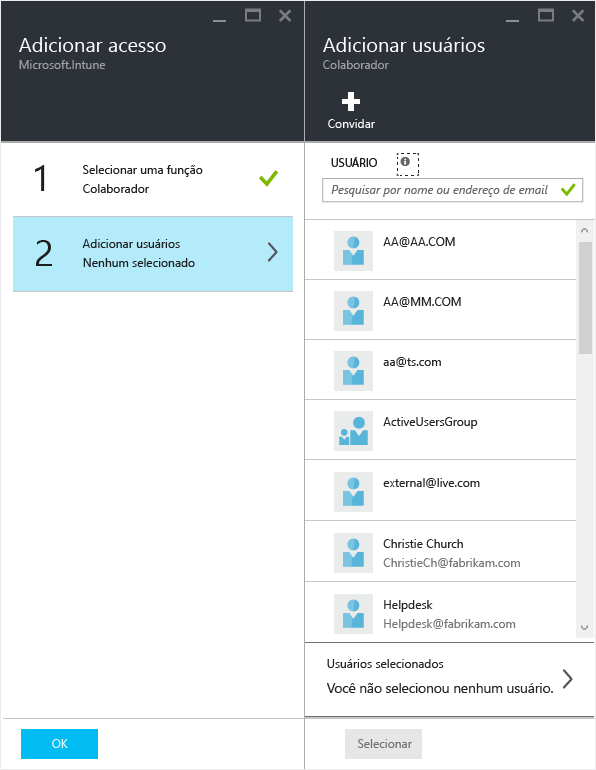 Adicionar acesso
Microsoft.Intune
1
Selecionar uma função
Colaborador
2
Adicionar usuários
Nenhum selecionado
OK
Adicionar usuários
Colaborador
Convidar
USUÁRIO
Pesquisar por nome ou endereço de email
AA@AA.COM
AA@MM.COM
aa@ts.com
ActiveUsersGroup
external@live.com
Christie Church
ChristieCh@fabrikam.com
Helpdesk
Helpdesk@fabrikam.com
Usuários selecionados
Você não selecionou nenhum usuário.
Selecionar